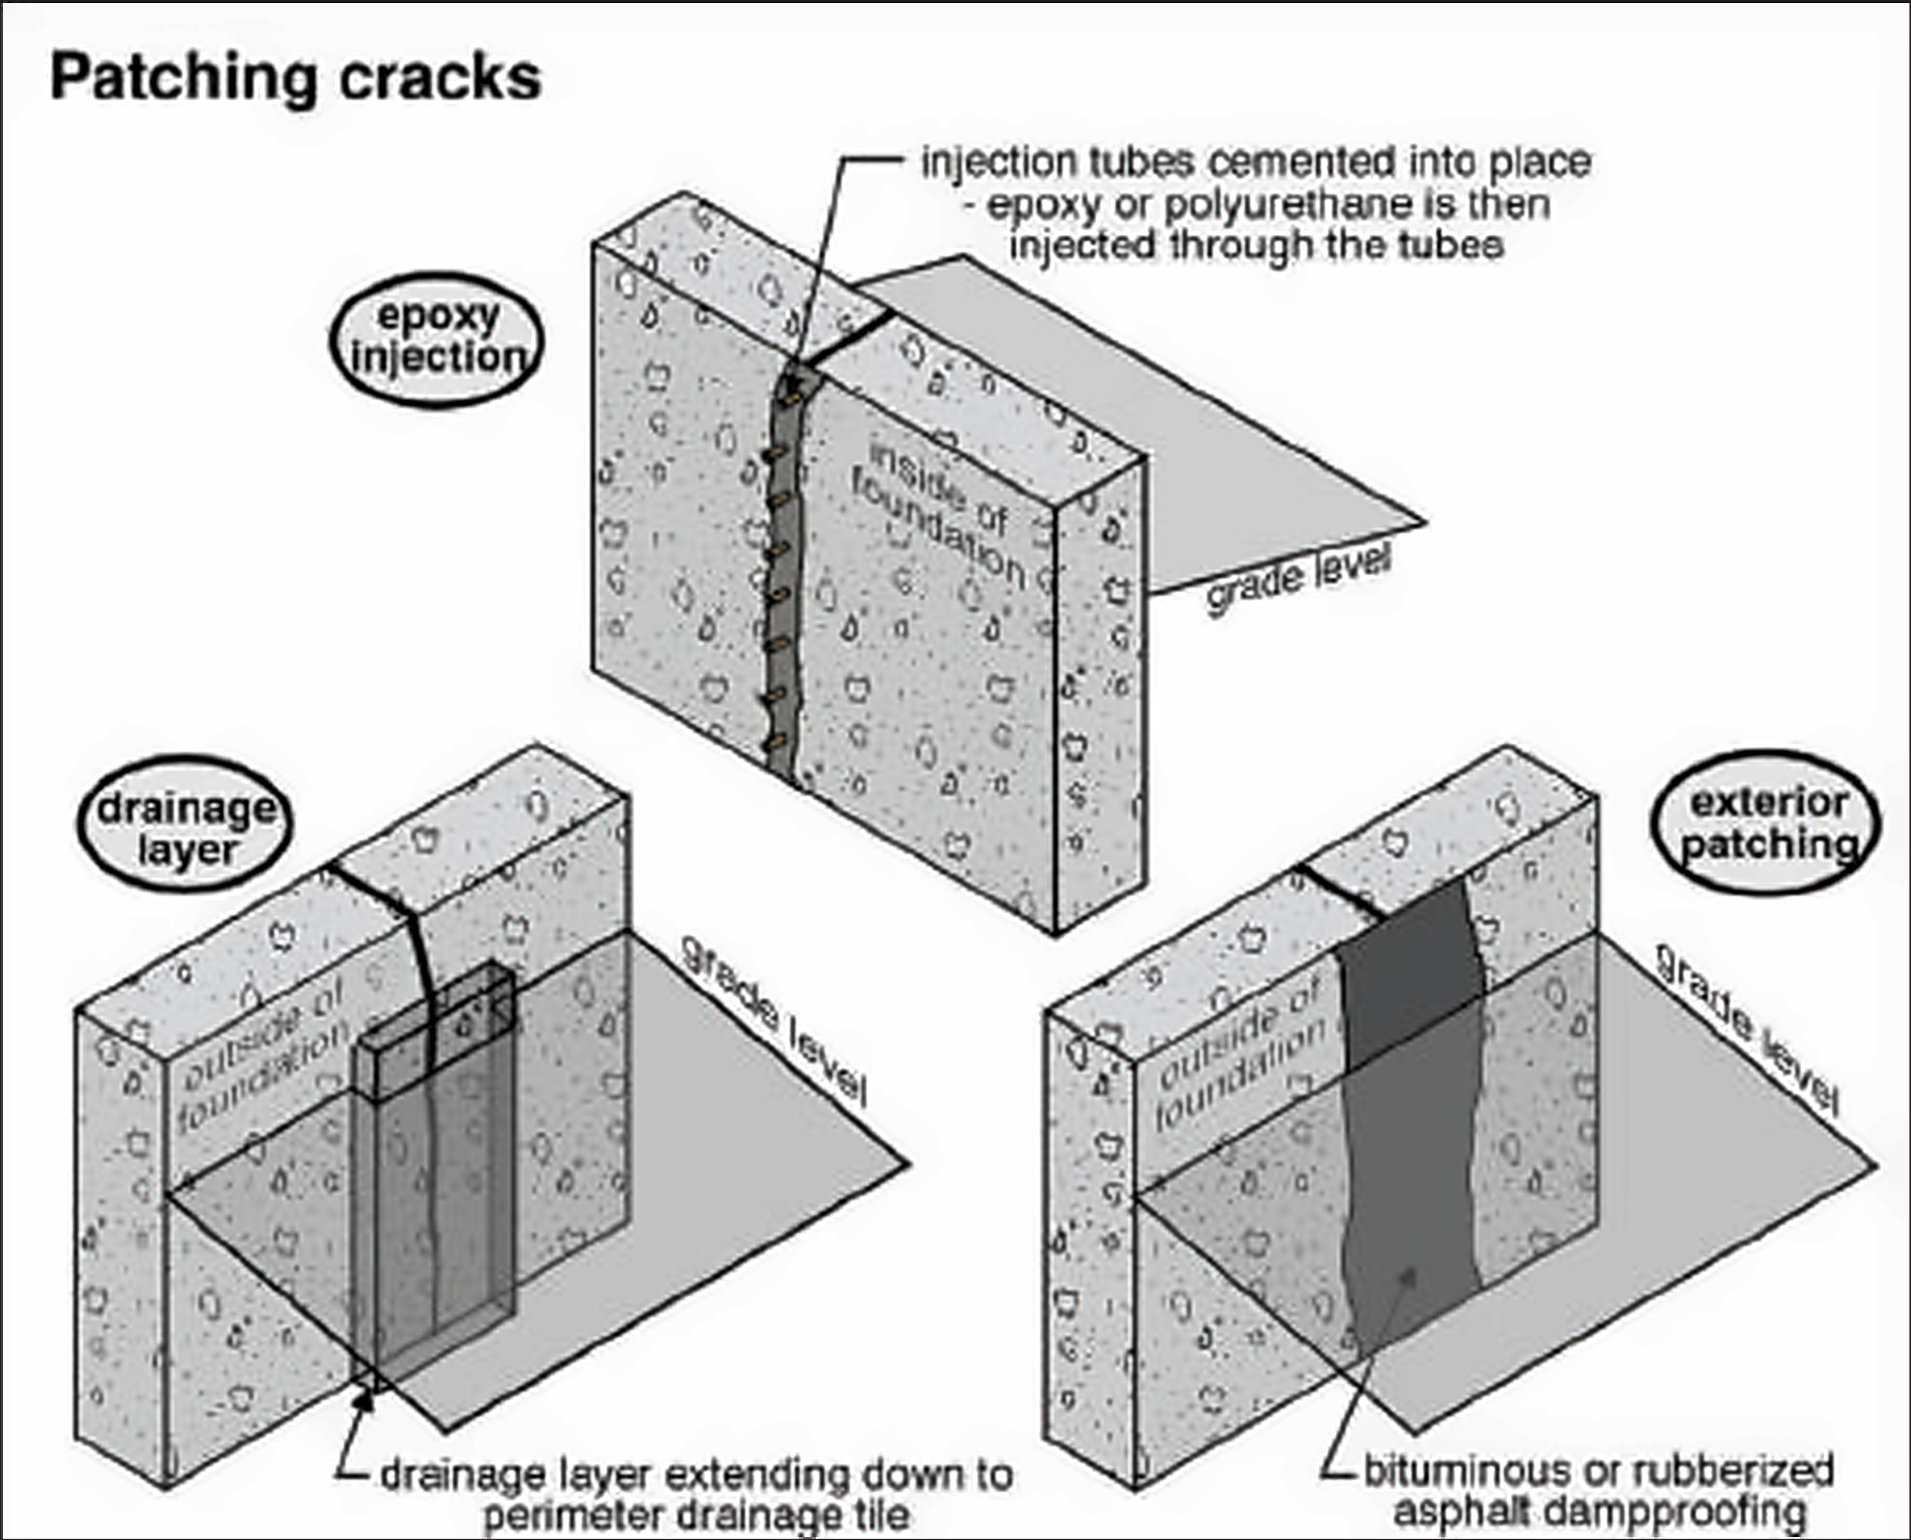 Patching cracks
injection tubes cemented into place
- epoxy or polyurethane is then
injected through the tubes
epoxy
injection
inside of
foundation
grade level
drainage
layer
outside of
foundation
grade level
drainage layer extending down to
perimeter drainage tile
exterior
patching
outside of
foundation
grade level
bituminous or rubberized
asphalt dampproofing